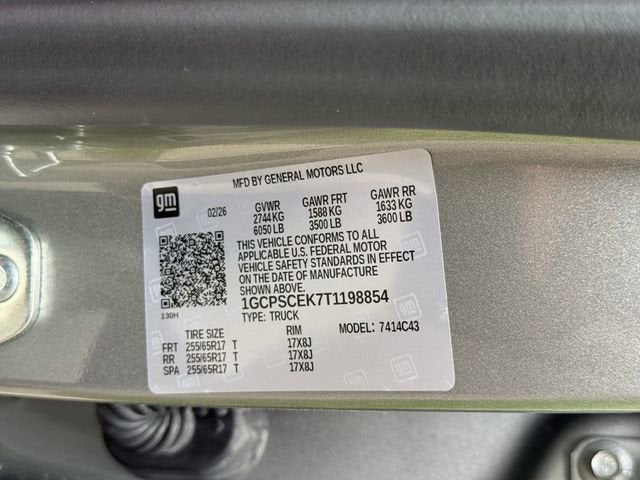 MFD BY GENERAL MOTORS LLC
gm
02/26
GVWR GAWR FRT GAWR RR
2744 KG 1588 KG 1633 KG
6050 LB 3500 LB 3600 LB
THIS VEHICLE CONFORMS TO ALL
APPLICABLE U.S. FEDERAL MOTOR
VEHICLE SAFETY STANDARDS IN EFFECT
ON THE DATE OF MANUFACTURE
SHOWN ABOVE.
1GCPSCEK7T1198854
130H
TYPE: TRUCK
TIRE SIZE RIM MODEL: 7414C43
FRT 255/65R17 T 17X8J
RR 255/65R17 T 17X8J
SPA 255/65R17 T 17X8J